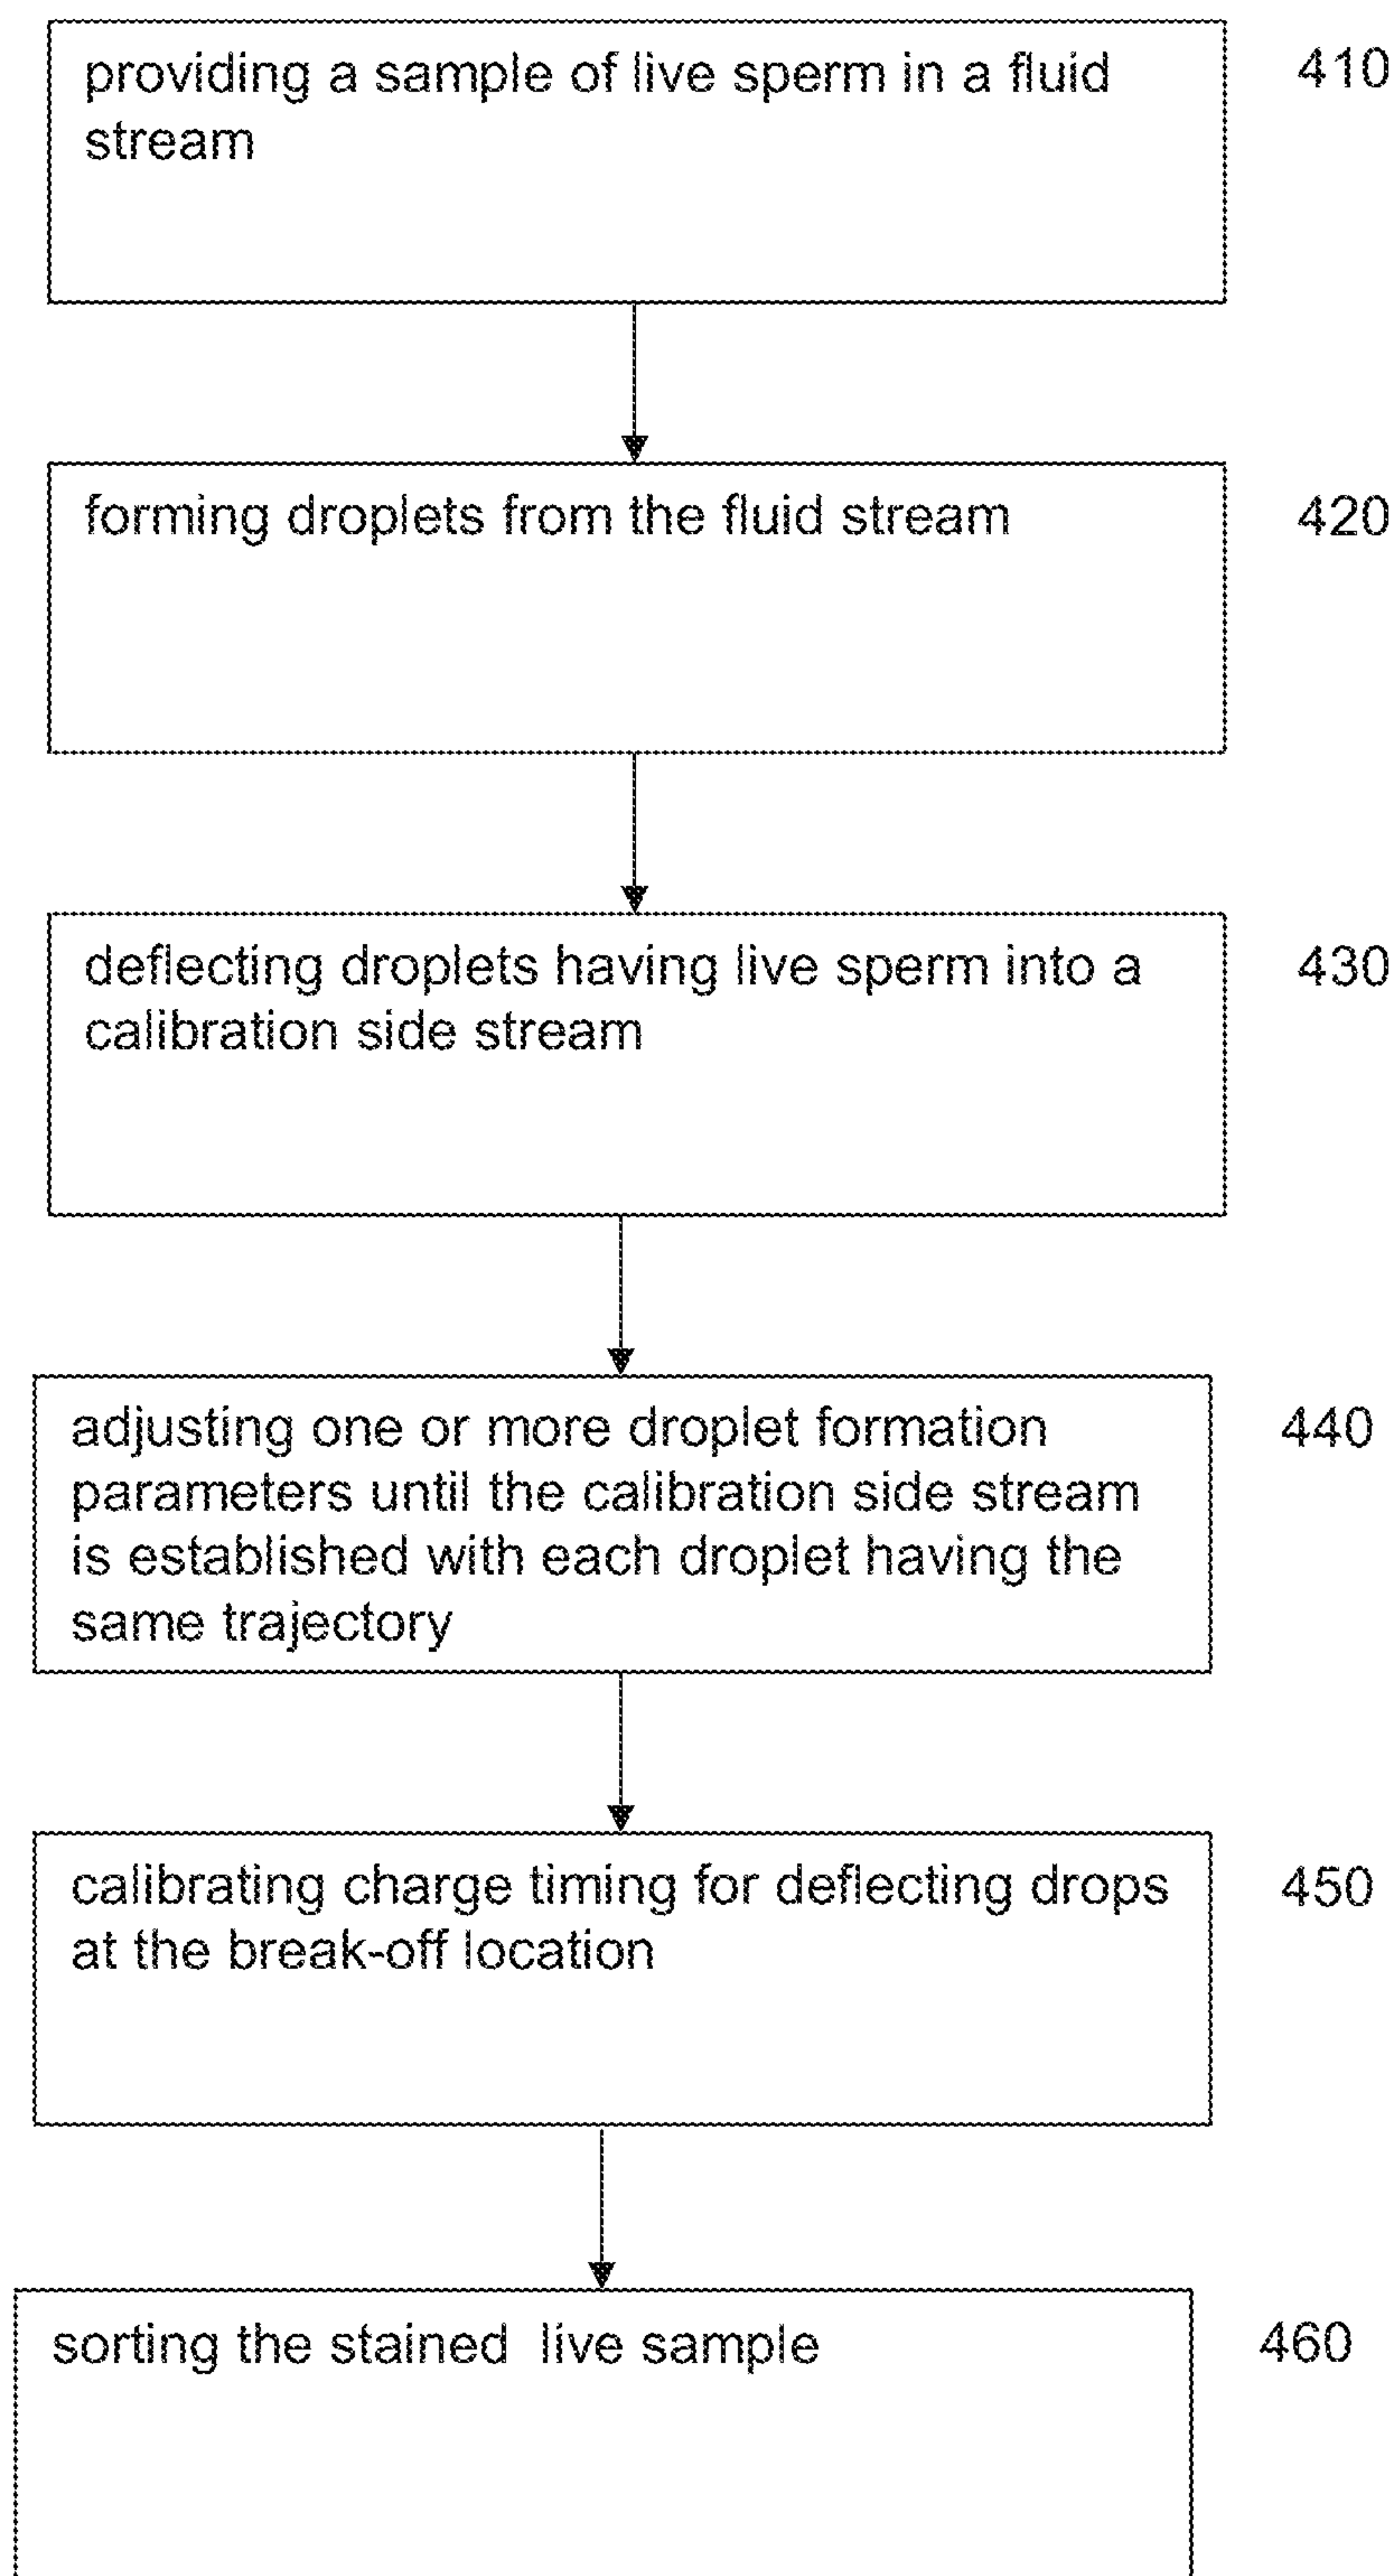 providing a sample of live sperm in a fluid
stream
410
forming droplets from the fluid stream
420
deflecting droplets having live sperm into a
calibration side stream
430
adjusting one or more droplet formation
parameters until the calibration side stream
is established with each droplet having the
same trajectory
440
calibrating charge timing for deflecting drops
at the break-off location
450
sorting the stained live sample
460